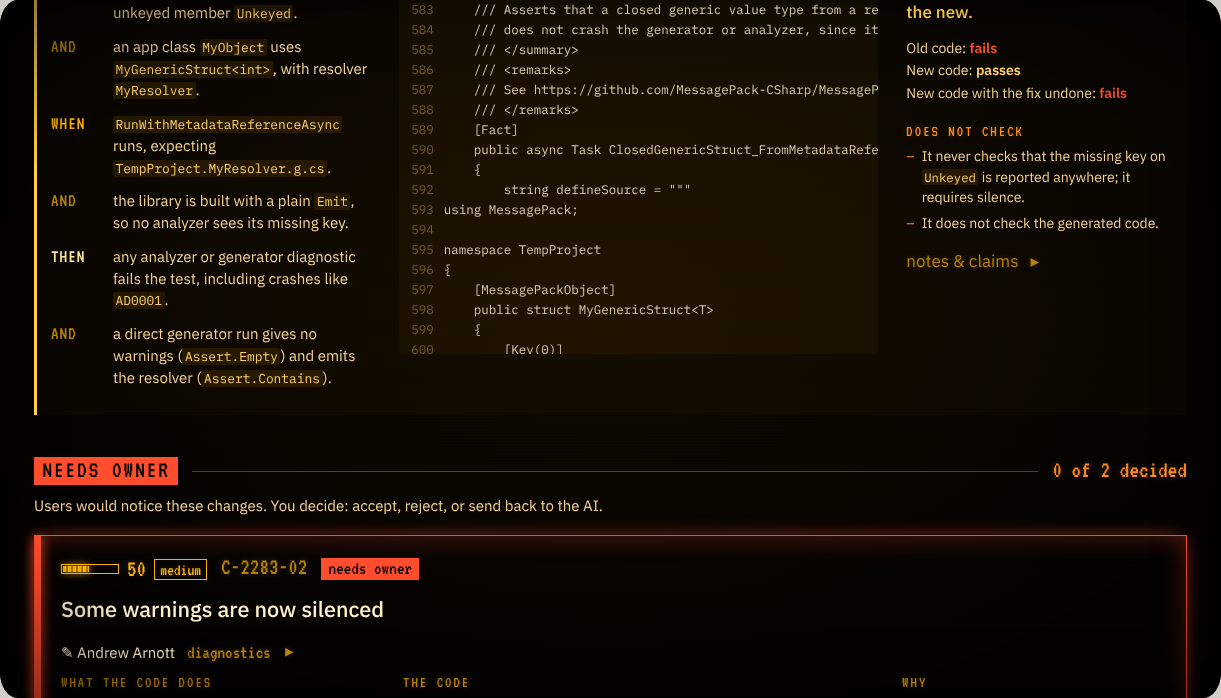 unkeyed member Unkeyed.
AND an app class MyObject uses
MyGenericStruct<int>, with resolver
MyResolver.
WHEN RunWithMetadataReferenceAsync
runs, expecting
TempProject.MyResolver.g.cs.
AND the library is built with a plain Emit,
so no analyzer sees its missing key.
THEN any analyzer or generator diagnostic
fails the test, including crashes like
AD0001.
AND a direct generator run gives no
warnings (Assert.Empty) and emits
the resolver (Assert.Contains).
583 /// Asserts that a closed generic value type from a re
584 /// does not crash the generator or analyzer, since it
585 /// </summary>
586 /// <remarks>
587 /// See https://github.com/MessagePack-CSharp/MessageP
588 /// </remarks>
589 [Fact]
590 public async Task ClosedGenericStruct_FromMetadataRefe
591 {
592 string defineSource = """
593 using MessagePack;
594
595 namespace TempProject
596 {
597 [MessagePackObject]
598 public struct MyGenericStruct<T>
599 {
600 [Key(0)]
the new.
Old code: fails
New code: passes
New code with the fix undone: fails
DOES NOT CHECK
– It never checks that the missing key on
Unkeyed is reported anywhere; it
requires silence.
– It does not check the generated code.
notes & claims ►
NEEDS OWNER 0 of 2 decided
Users would notice these changes. You decide: accept, reject, or send back to the AI.
50 medium C-2283-02 needs owner
Some warnings are now silenced
✎ Andrew Arnott diagnostics ►
WHAT THE CODE DOES THE CODE WHY